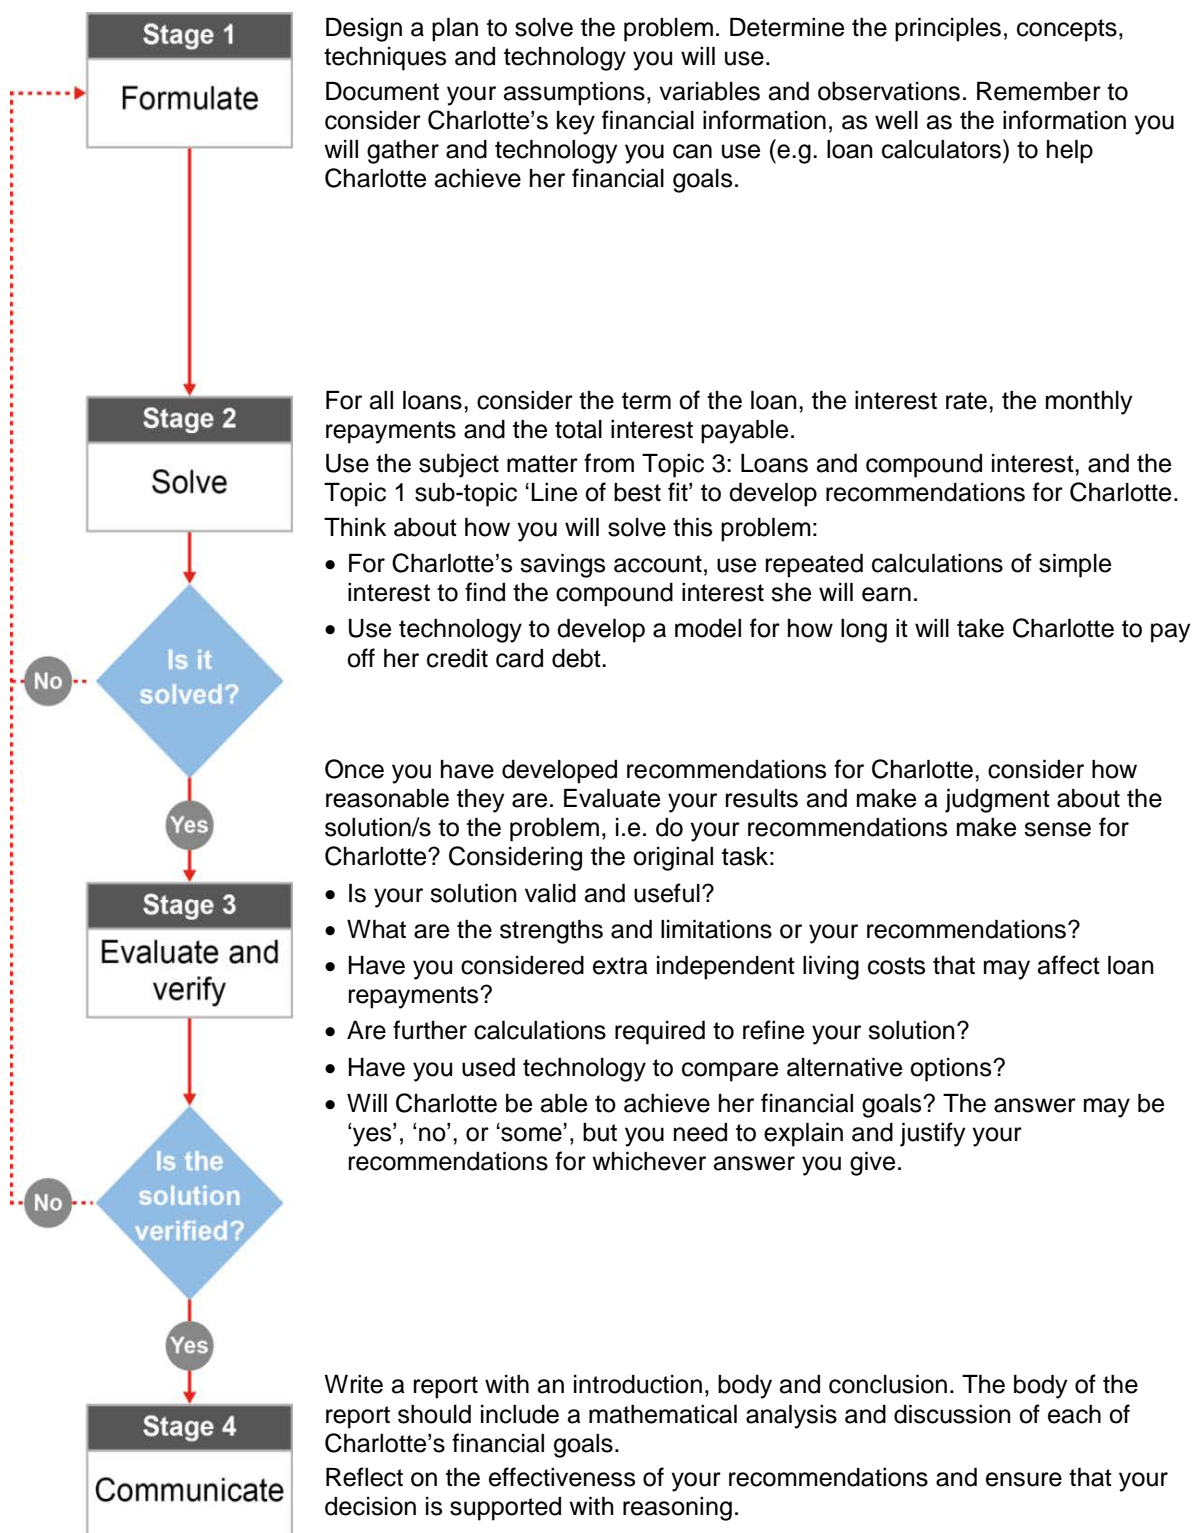 Stage 1
Formulate
Design a plan to solve the problem. Determine the principles, concepts,
techniques and technology you will use.
Document your assumptions, variables and observations. Remember to
consider Charlotte's key financial information, as well as the information you
will gather and technology you can use (e.g. loan calculators) to help
Charlotte achieve her financial goals.
Stage 2
Solve
For all loans, consider the term of the loan, the interest rate, the monthly
repayments and the total interest payable.
Use the subject matter from Topic 3: Loans and compound interest, and the
Topic 1 sub-topic 'Line of best fit' to develop recommendations for Charlotte.
Think about how you will solve this problem:
• For Charlotte's savings account, use repeated calculations of simple
interest to find the compound interest she will earn.
• Use technology to develop a model for how long it will take Charlotte to pay
off her credit card debt.
Is it
solved?
No
Yes
Stage 3
Evaluate and
verify
Once you have developed recommendations for Charlotte, consider how
reasonable they are. Evaluate your results and make a judgment about the
solution/s to the problem, i.e. do your recommendations make sense for
Charlotte? Considering the original task:
• Is your solution valid and useful?
• What are the strengths and limitations or your recommendations?
• Have you considered extra independent living costs that may affect loan
repayments?
• Are further calculations required to refine your solution?
• Have you used technology to compare alternative options?
• Will Charlotte be able to achieve her financial goals? The answer may be
'yes', 'no', or 'some', but you need to explain and justify your
recommendations for whichever answer you give.
Is the
solution
verified?
No
Yes
Stage 4
Communicate
Write a report with an introduction, body and conclusion. The body of the
report should include a mathematical analysis and discussion of each of
Charlotte's financial goals.
Reflect on the effectiveness of your recommendations and ensure that your
decision is supported with reasoning.